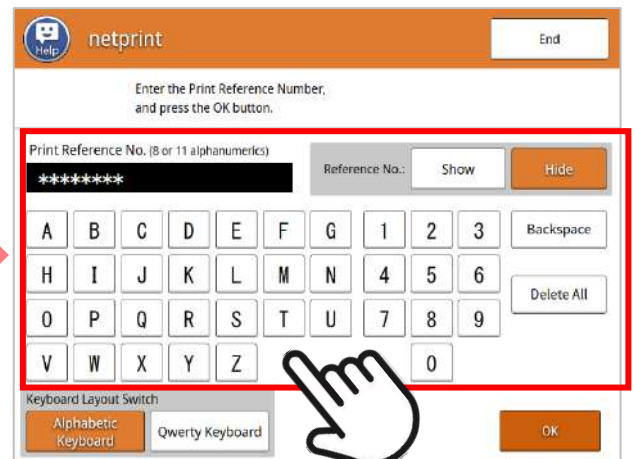 Help
netprint
End
Enter the Print Reference Number,
and press the OK button.
Print Reference No. (8 or 11 alphanumerics)
********
Reference No.:
Show
Hide
A B C D E F G 1 2 3 Backspace
H I J K L M N 4 5 6
Delete All
O P Q R S T U 7 8 9
V W X Y Z 0
Keyboard Layout Switch
Alphabetic
Keyboard
Qwerty Keyboard
OK